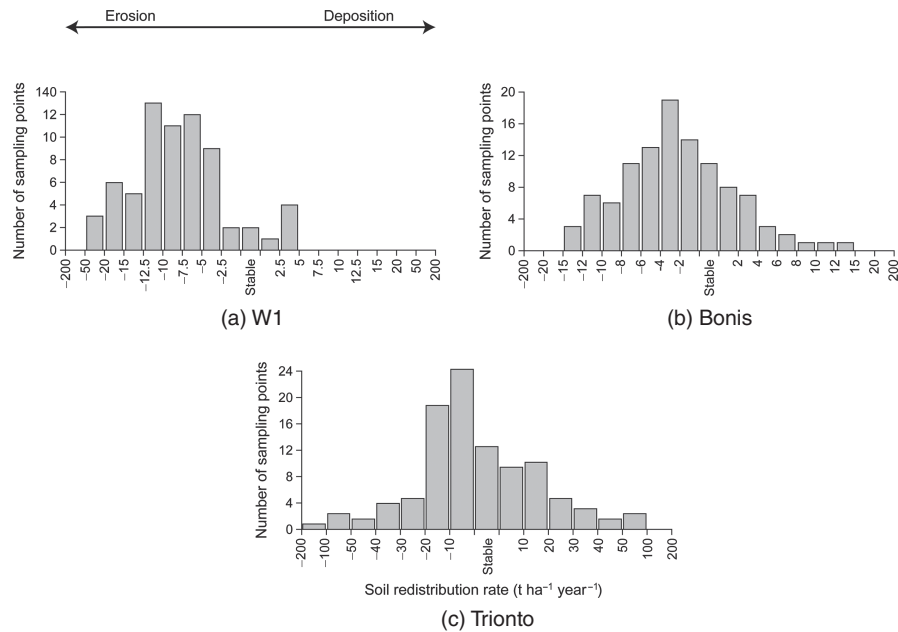 Erosion Deposition
Number of sampling points
140
12
10
8
6
4
2
0
-200 -50 -20 -15 -12.5 -10 -7.5 -5 -2.5 Stable 2.5 5 7.5 10 12.5 15 20 50 200
(a) W1
Number of sampling points
20
16
12
8
4
0
-200 -20 -15 -12 -10 -8 -6 -4 -2 Stable 2 4 6 8 10 12 15 20 200
(b) Bonis
Number of sampling points
24
20
16
12
8
4
0
-200 -100 -50 -40 -30 -20 -10 Stable 10 20 30 40 50 100 200
Soil redistribution rate (t ha⁻¹ year⁻¹)
(c) Trionto